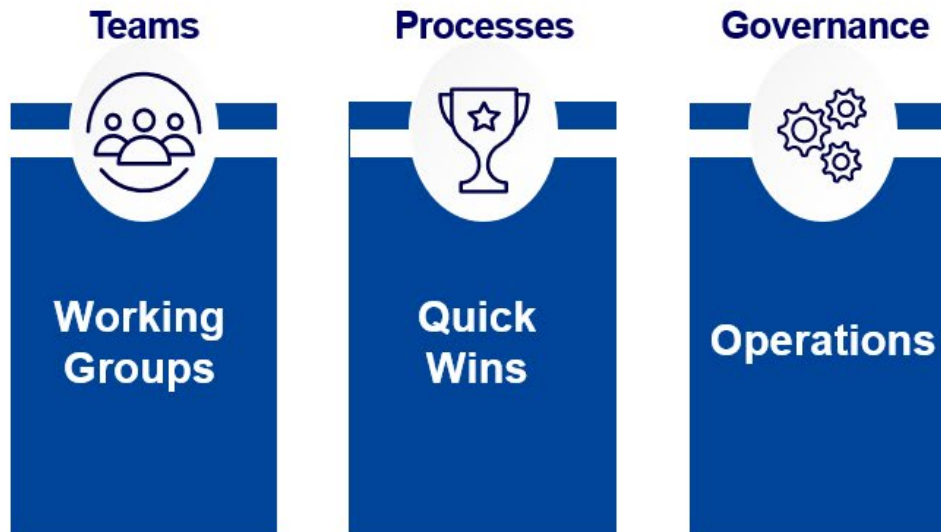 Teams
Processes
Governance
Working
Groups
Quick
Wins
Operations